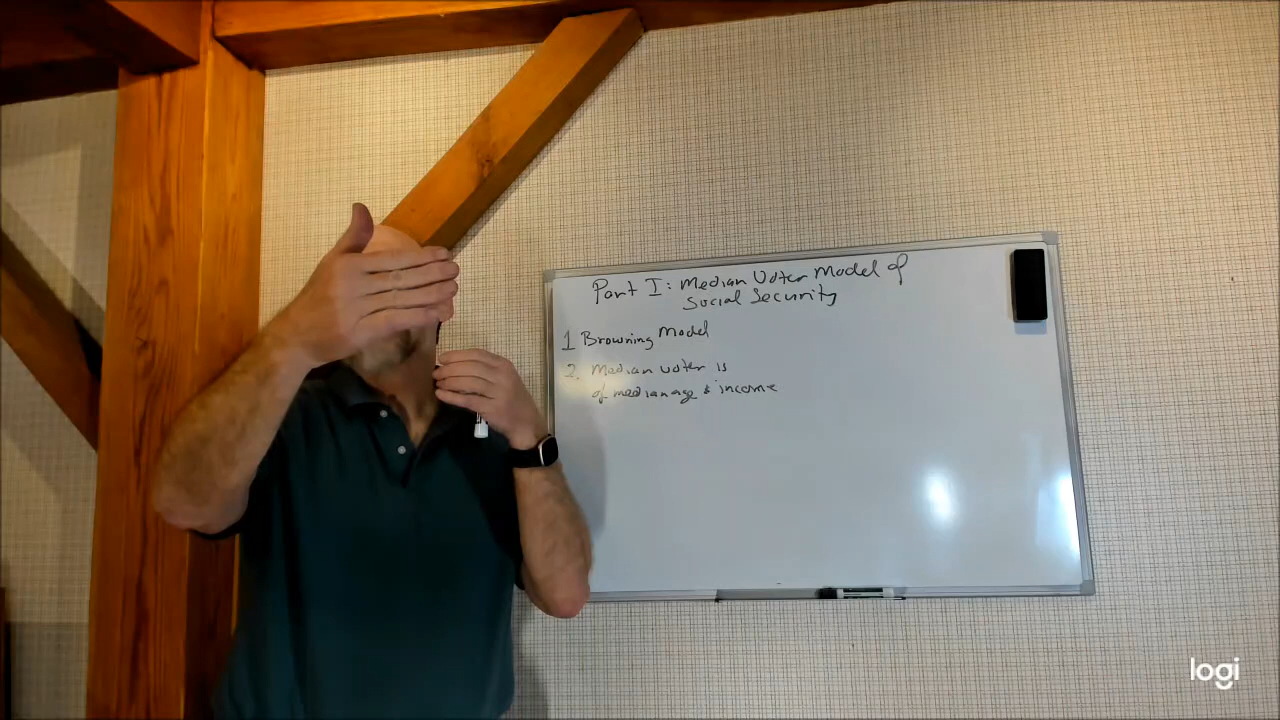 Part I: Median Voter Model of
Social Security
1 Browning Model
2. Median voter is
of median age & income
logi